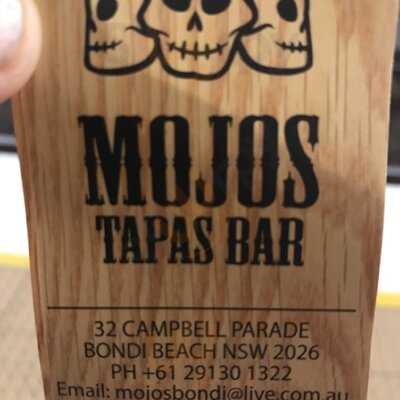 MOJOS
TAPAS BAR
32 CAMPBELL PARADE
BONDI BEACH NSW 2026
PH +61 29130 1322
Email: mojosbondi@live.com.au